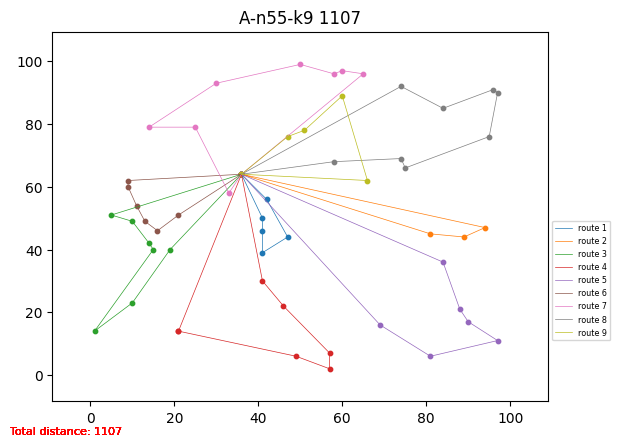 A-n55-k9 1107
100
80
60
40
20
0
0 20 40 60 80 100
route 1
route 2
route 3
route 4
route 5
route 6
route 7
route 8
route 9
Total distance: 1107